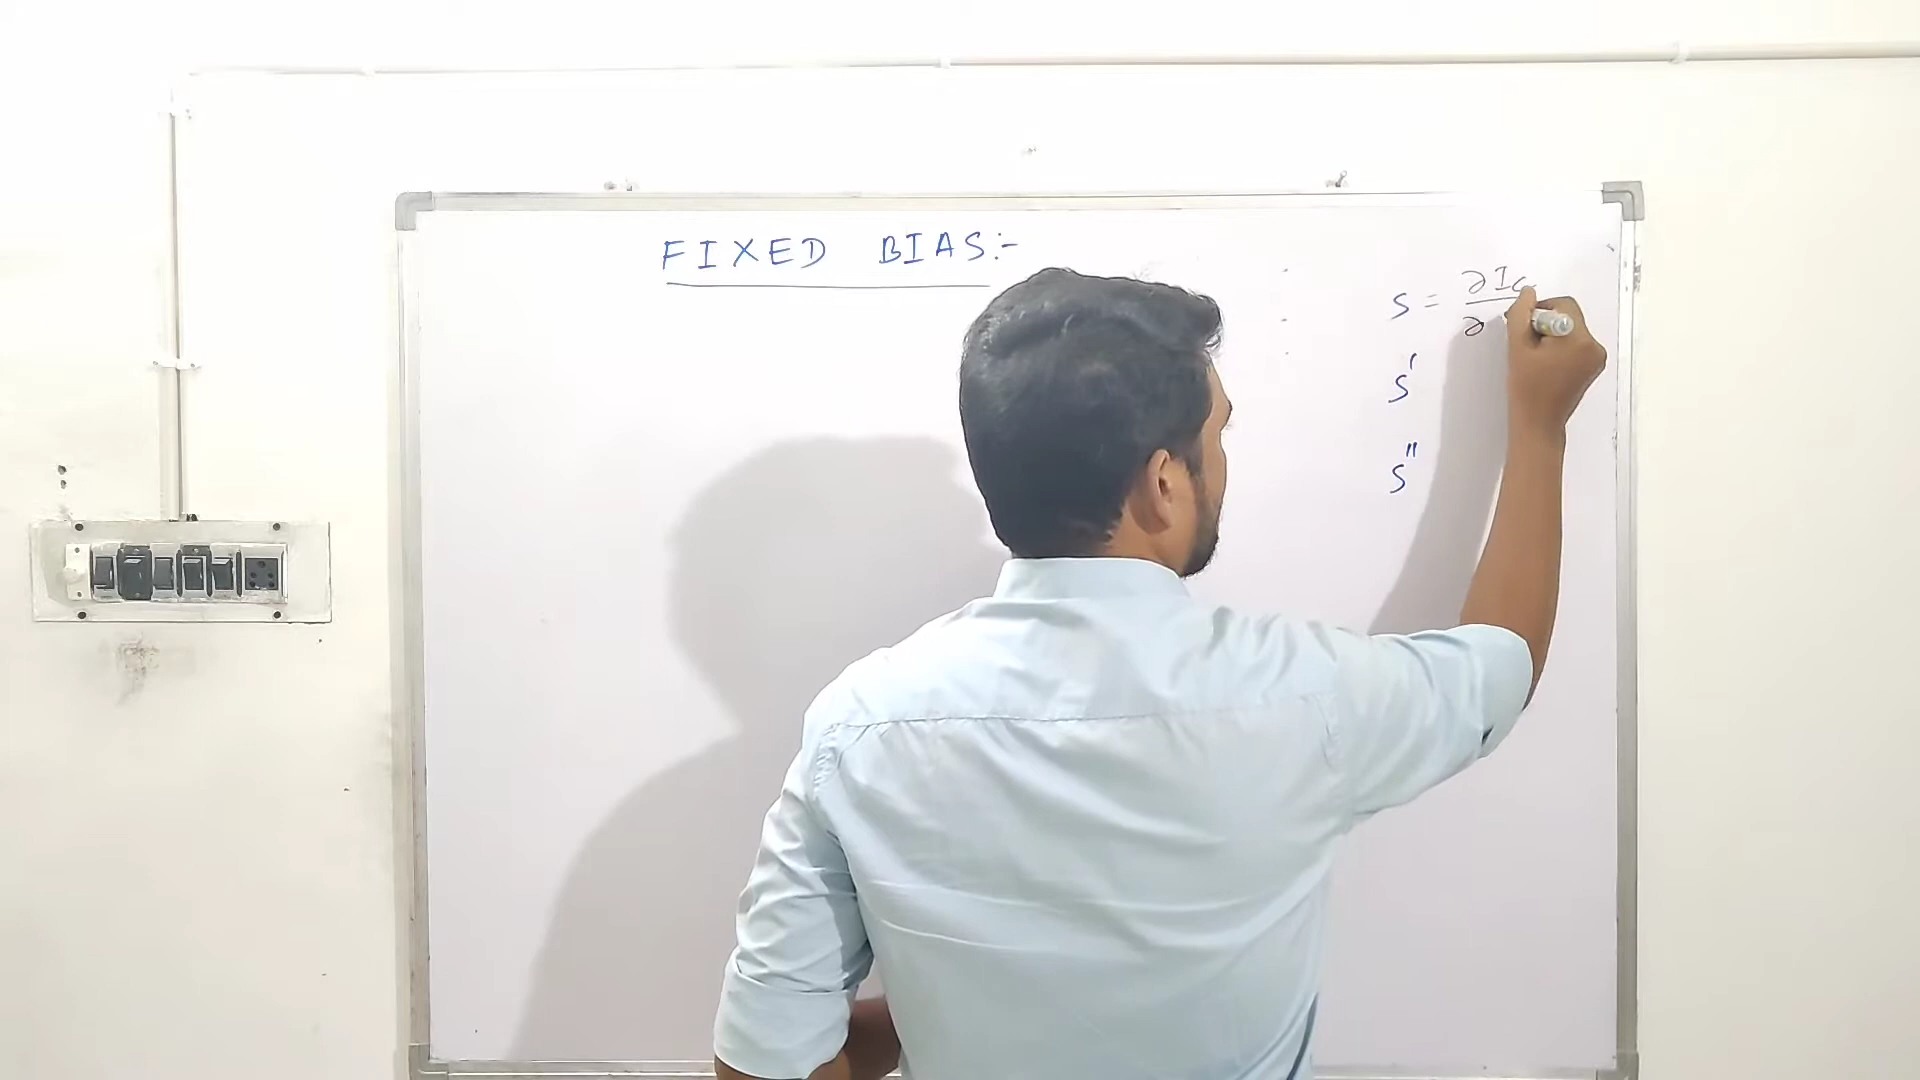 FIXED BIAS:-
S = ∂IC / ∂
S'
S"